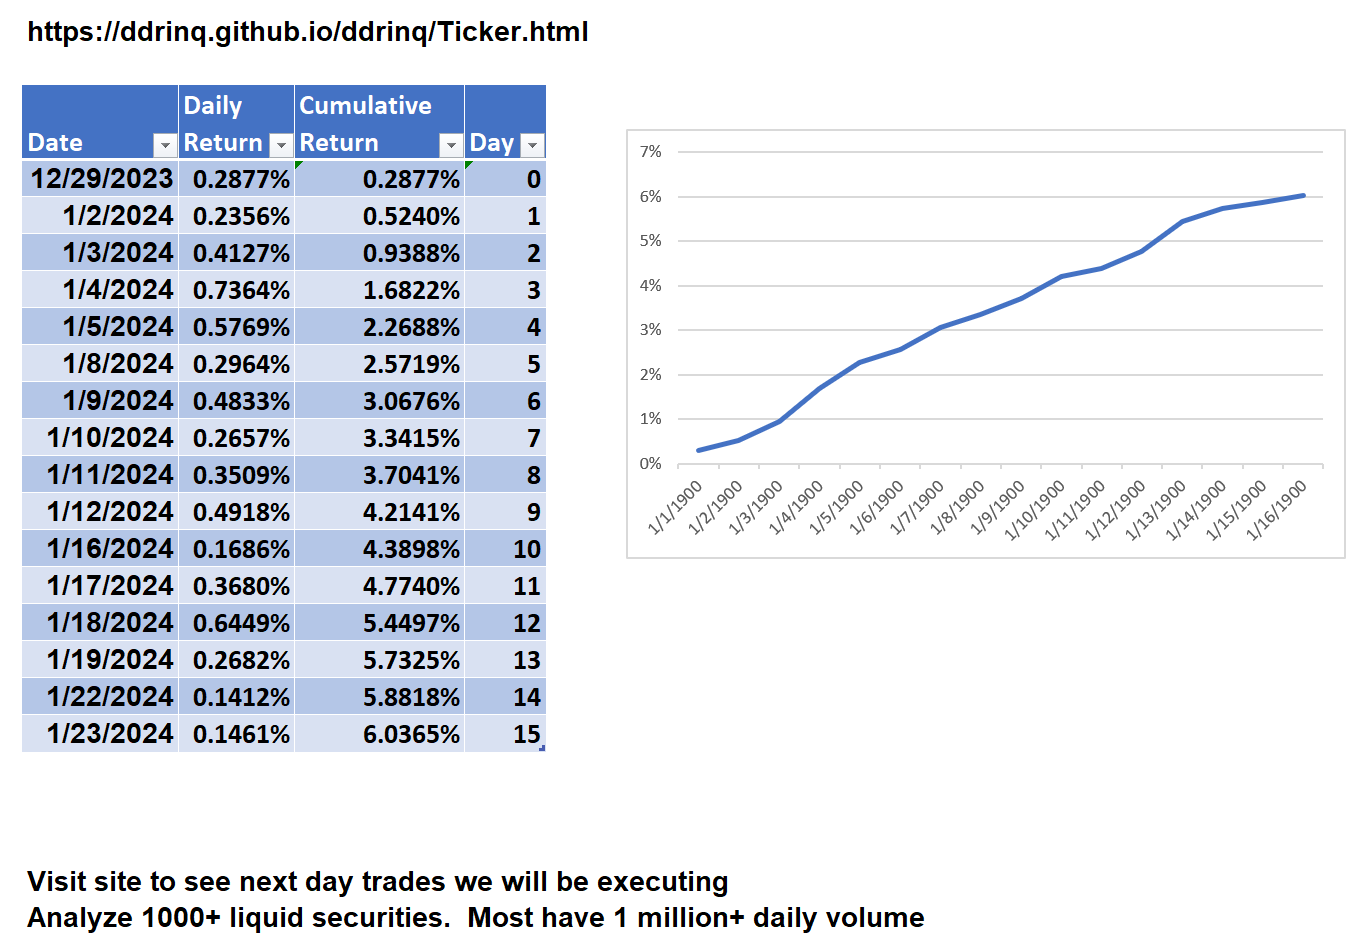 https://ddrinq.github.io/ddrinq/Ticker.html
Date Daily Return Cumulative Return Day
12/29/2023 0.2877% 0.2877% 0
1/2/2024 0.2356% 0.5240% 1
1/3/2024 0.4127% 0.9388% 2
1/4/2024 0.7364% 1.6822% 3
1/5/2024 0.5769% 2.2688% 4
1/8/2024 0.2964% 2.5719% 5
1/9/2024 0.4833% 3.0676% 6
1/10/2024 0.2657% 3.3415% 7
1/11/2024 0.3509% 3.7041% 8
1/12/2024 0.4918% 4.2141% 9
1/16/2024 0.1686% 4.3898% 10
1/17/2024 0.3680% 4.7740% 11
1/18/2024 0.6449% 5.4497% 12
1/19/2024 0.2682% 5.7325% 13
1/22/2024 0.1412% 5.8818% 14
1/23/2024 0.1461% 6.0365% 15
7%
6%
5%
4%
3%
2%
1%
0%
1/1/1900 1/2/1900 1/3/1900 1/4/1900 1/5/1900 1/6/1900 1/7/1900 1/8/1900 1/9/1900 1/10/1900 1/11/1900 1/12/1900 1/13/1900 1/14/1900 1/15/1900 1/16/1900
Visit site to see next day trades we will be executing
Analyze 1000+ liquid securities.  Most have 1 million+ daily volume